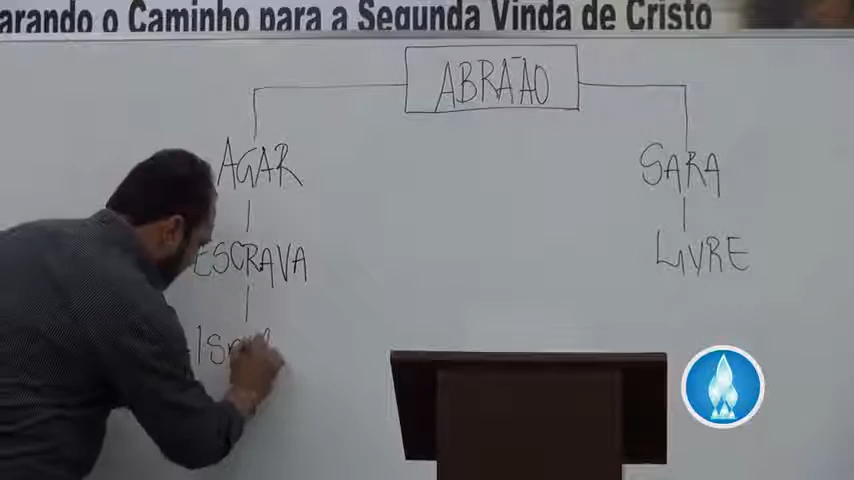 arando o Caminho para a Segunda Vinda de Cristo
ABRAÃO
AGAR
SARA
ESCRAVA
LIVRE